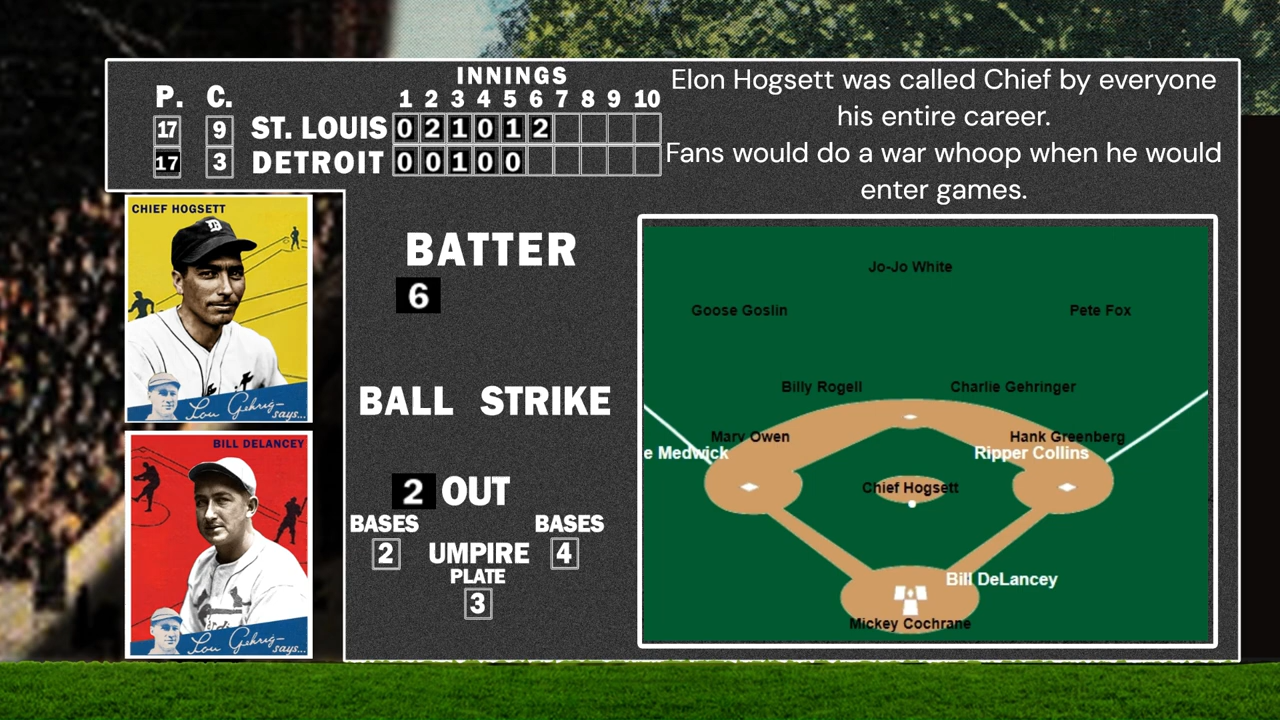 INNINGS
P. C. 1 2 3 4 5 6 7 8 9 10
17 9 ST. LOUIS 0 2 1 0 1 2
17 3 DETROIT 0 0 1 0 0
Elon Hogsett was called Chief by everyone
his entire career.
Fans would do a war whoop when he would
enter games.
CHIEF HOGSETT
Lou Gehrig
says...
BILL DELANCEY
Lou Gehrig
says...
BATTER
6
BALL STRIKE
2 OUT
BASES BASES
2 UMPIRE 4
PLATE
3
Jo-Jo White
Goose Goslin Pete Fox
Billy Rogell Charlie Gehringer
Marv Owen Hank Greenberg
e Medwick Ripper Collins
Chief Hogsett
Bill DeLancey
Mickey Cochrane